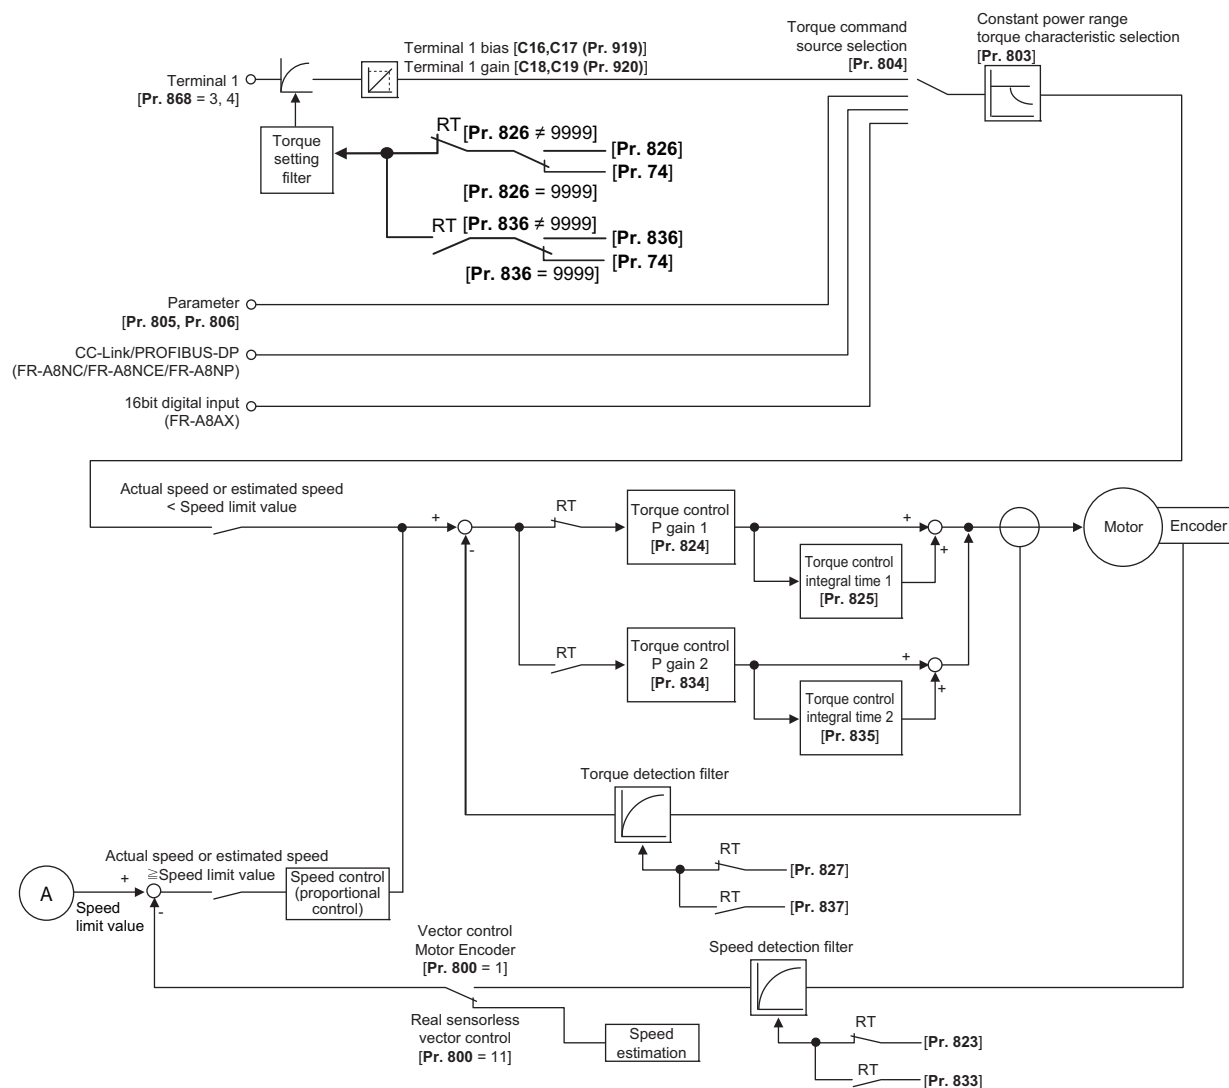 Torque command
source selection
[Pr. 804]
Constant power range
torque characteristic selection
[Pr. 803]
Terminal 1 bias [C16,C17 (Pr. 919)]
Terminal 1 gain [C18,C19 (Pr. 920)]
Terminal 1
[Pr. 868 = 3, 4]
Torque
setting
filter
RT
[Pr. 826 ≠ 9999]
[Pr. 826]
[Pr. 74]
[Pr. 826 = 9999]
RT
[Pr. 836 ≠ 9999]
[Pr. 836]
[Pr. 74]
[Pr. 836 = 9999]
Parameter
[Pr. 805, Pr. 806]
CC-Link/PROFIBUS-DP
(FR-A8NC/FR-A8NCE/FR-A8NP)
16bit digital input
(FR-A8AX)
Actual speed or estimated speed
< Speed limit value
+
-
RT
Torque control
P gain 1
[Pr. 824]
Torque control
integral time 1
[Pr. 825]
+
+
Motor
Encoder
RT
Torque control
P gain 2
[Pr. 834]
Torque control
integral time 2
[Pr. 835]
+
+
Torque detection filter
RT
[Pr. 827]
RT
[Pr. 837]
Actual speed or estimated speed
≧Speed limit value
A
+
-
Speed
limit value
Speed control
(proportional
control)
Vector control
Motor Encoder
[Pr. 800 = 1]
Real sensorless
vector control
[Pr. 800 = 11]
Speed
estimation
Speed detection filter
RT
[Pr. 823]
RT
[Pr. 833]